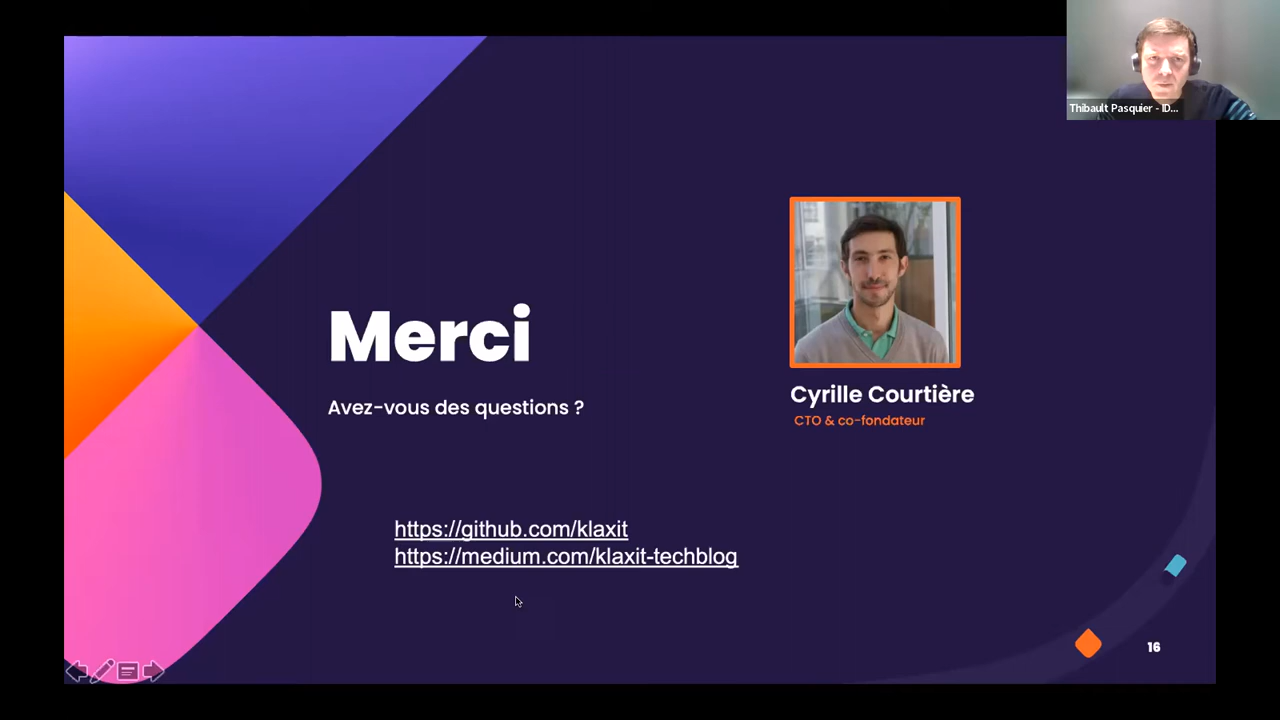 Thibault Pasquier - ID...
Merci
Avez-vous des questions ?
Cyrille Courtière
CTO & co-fondateur
https://github.com/klaxit
https://medium.com/klaxit-techblog
16